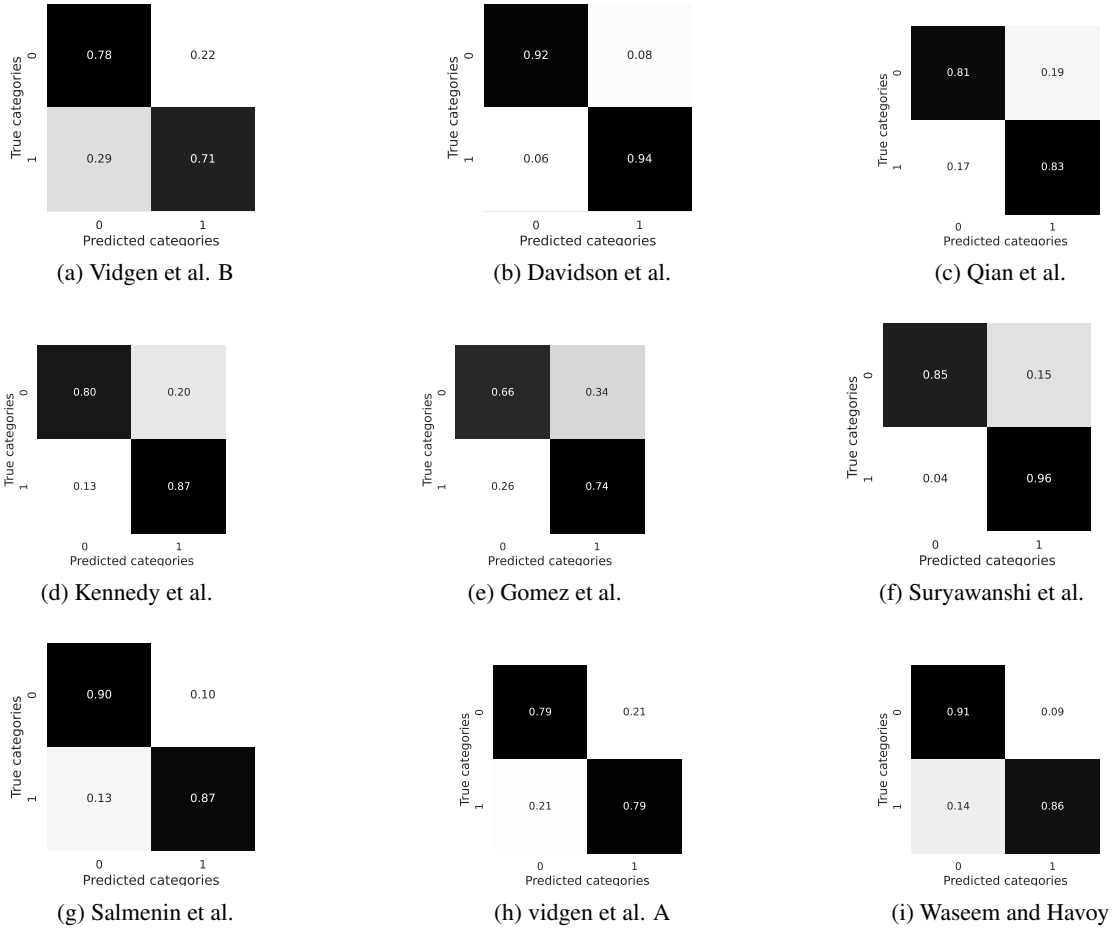 True categories
0
0.78
0.22
1
0.29
0.71
0
1
Predicted categories
(a) Vidgen et al. B
True categories
0
0.92
0.08
1
0.06
0.94
0
1
Predicted categories
(b) Davidson et al.
True categories
0
0.81
0.19
1
0.17
0.83
0
1
Predicted categories
(c) Qian et al.
True categories
0
0.80
0.20
1
0.13
0.87
0
1
Predicted categories
(d) Kennedy et al.
True categories
0
0.66
0.34
1
0.26
0.74
0
1
Predicted categories
(e) Gomez et al.
True categories
0
0.85
0.15
1
0.04
0.96
0
1
Predicted categories
(f) Suryawanshi et al.
True categories
0
0.90
0.10
1
0.13
0.87
0
1
Predicted categories
(g) Salmenin et al.
True categories
0
0.79
0.21
1
0.21
0.79
0
1
Predicted categories
(h) vidgen et al. A
True categories
0
0.91
0.09
1
0.14
0.86
0
1
Predicted categories
(i) Waseem and Havoy